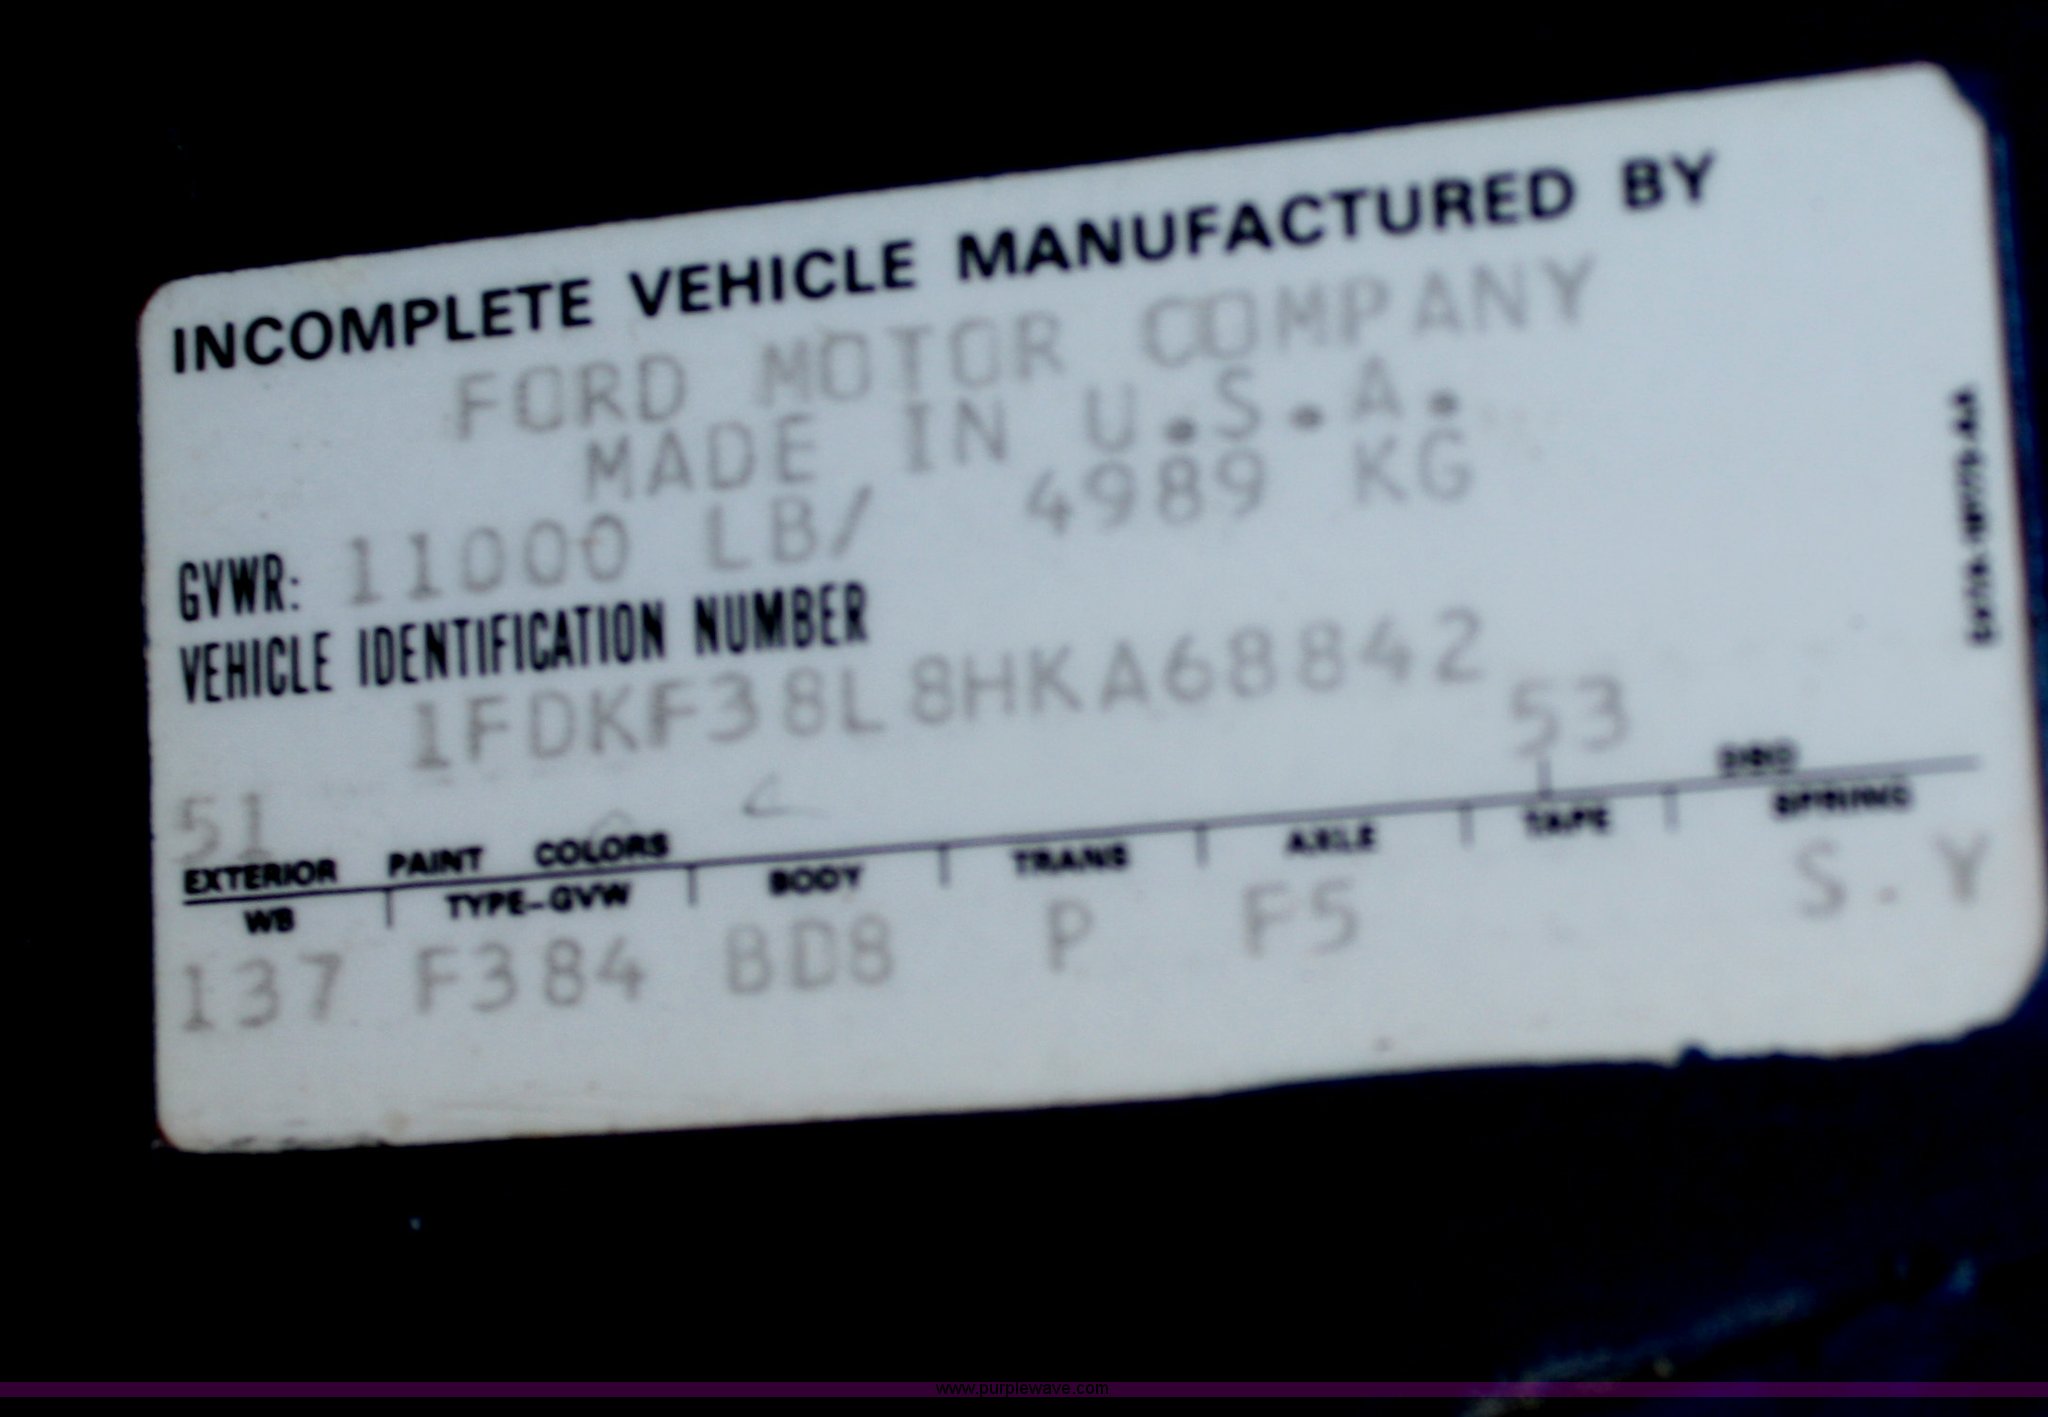 INCOMPLETE VEHICLE MANUFACTURED BY
FORD MOTOR COMPANY
MADE IN U.S.A.
GVWR: 11000 LB/ 4989 KG
VEHICLE IDENTIFICATION NUMBER
1FDKF38L8HKA68842
53
51
DSO
EXTERIOR PAINT COLORS
WB TYPE-GVW BODY TRANS AXLE TAPE SPRING
137 F384 BD8 P F5 S.Y
www.purplewave.com